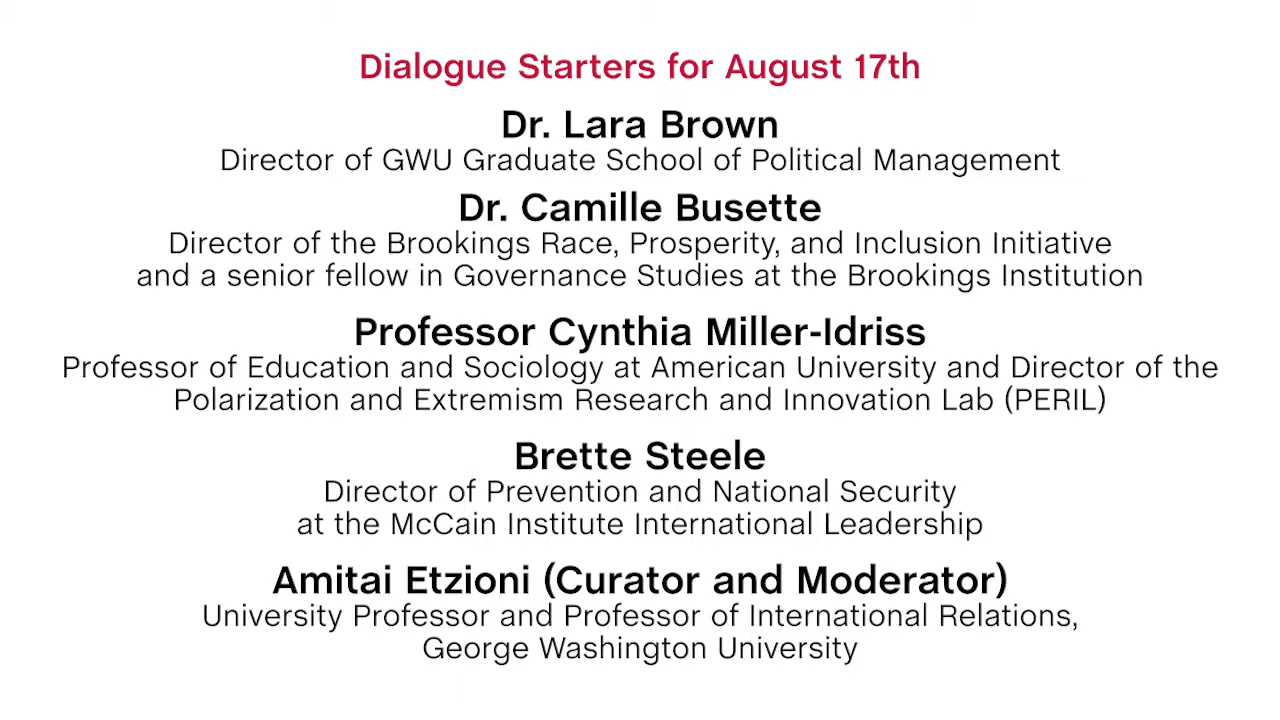 Dialogue Starters for August 17th
Dr. Lara Brown
Director of GWU Graduate School of Political Management
Dr. Camille Busette
Director of the Brookings Race, Prosperity, and Inclusion Initiative
and a senior fellow in Governance Studies at the Brookings Institution
Professor Cynthia Miller-Idriss
Professor of Education and Sociology at American University and Director of the
Polarization and Extremism Research and Innovation Lab (PERIL)
Brette Steele
Director of Prevention and National Security
at the McCain Institute International Leadership
Amitai Etzioni (Curator and Moderator)
University Professor and Professor of International Relations,
George Washington University